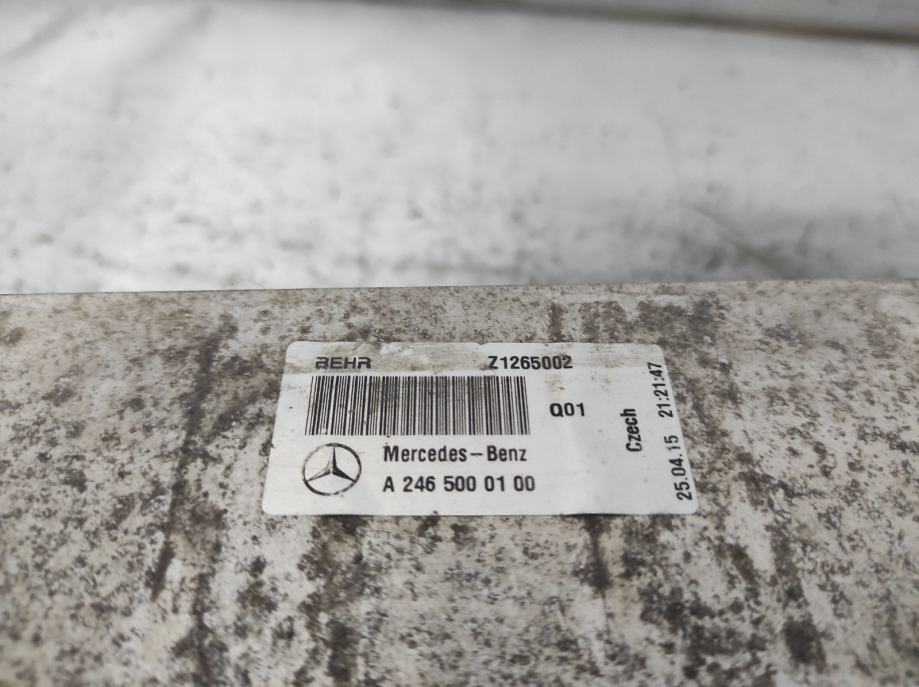 BEHR Z1265002
Q01
Mercedes-Benz
A 246 500 01 00
Czech
25.04.15 21:21:47